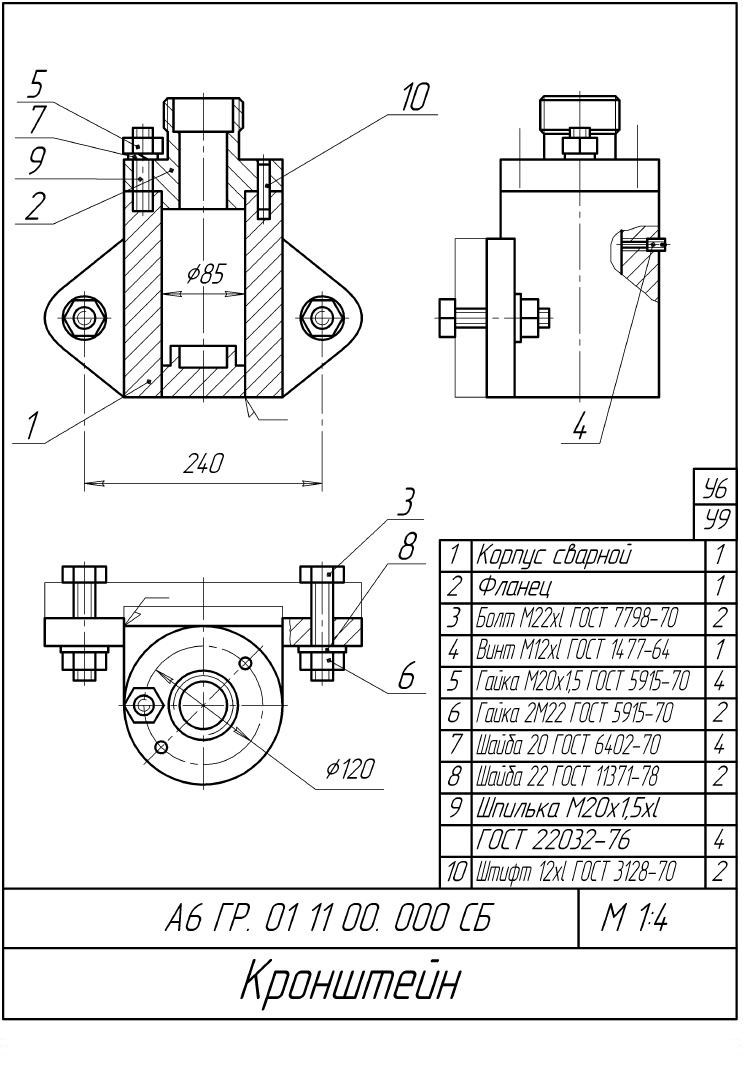 5
7
9
2
10
φ85
1
240
4
3
8
6
φ120
У6
У9
1 Корпус сварной 1
2 Фланец 1
3 Болт М22xl ГОСТ 7798-70 2
4 Винт М12xl ГОСТ 1477-64 1
5 Гайка М20x1,5 ГОСТ 5915-70 4
6 Гайка 2М22 ГОСТ 5915-70 2
7 Шайба 20 ГОСТ 6402-70 4
8 Шайба 22 ГОСТ 11371-78 2
9 Шпилька М20x1,5xl
ГОСТ 22032-76 4
10 Штифт 12xl ГОСТ 3128-70 2
А6 ГР. 01 11 00. 000 СБ М 1:4
Кронштейн